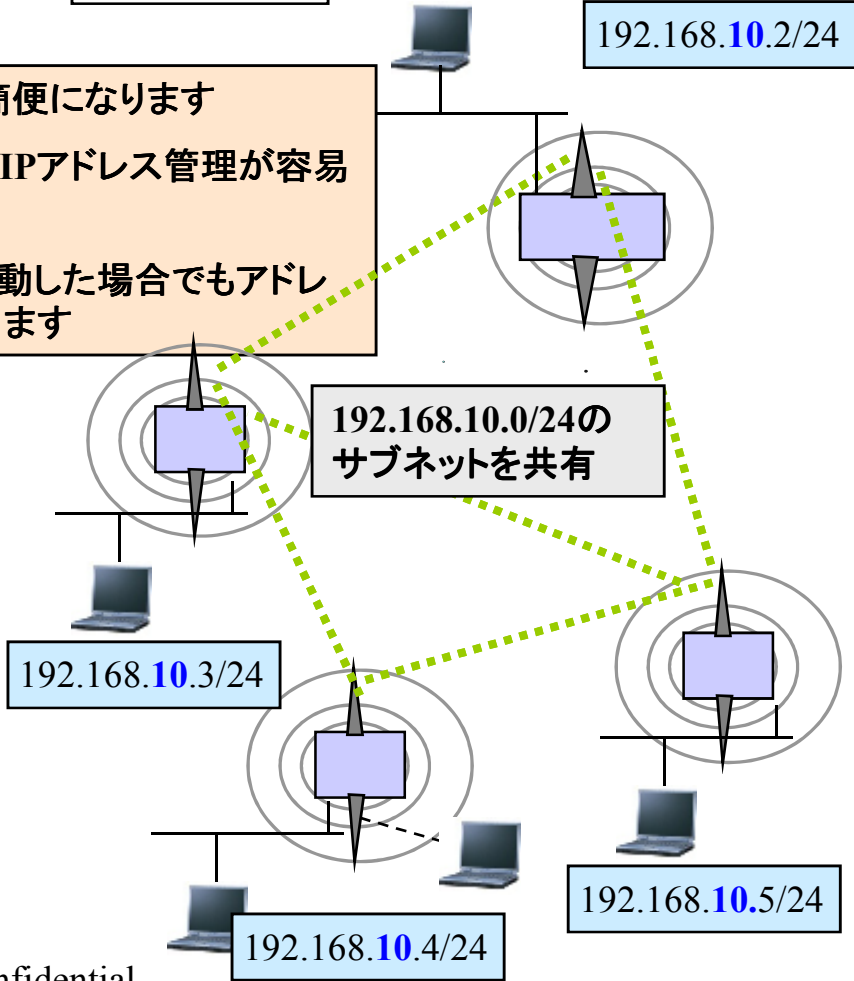 192.168.10.2/24
簡便になります
IPアドレス管理が容易
動した場合でもアドレ
ます
192.168.10.0/24の
サブネットを共有
192.168.10.3/24
192.168.10.5/24
192.168.10.4/24
nfidential